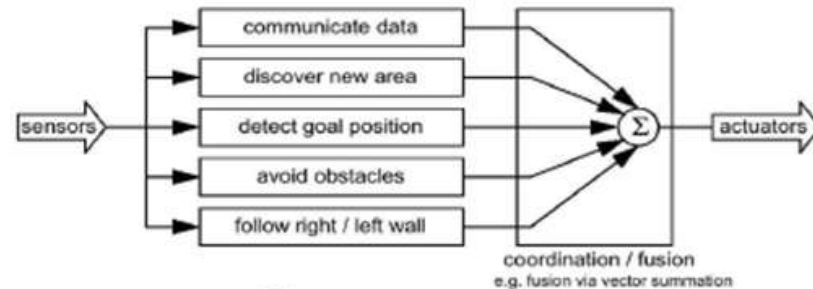 communicate data
discover new area
sensors
detect goal position
Σ
actuators
avoid obstacles
follow right / left wall
coordination / fusion
e.g. fusion via vector summation